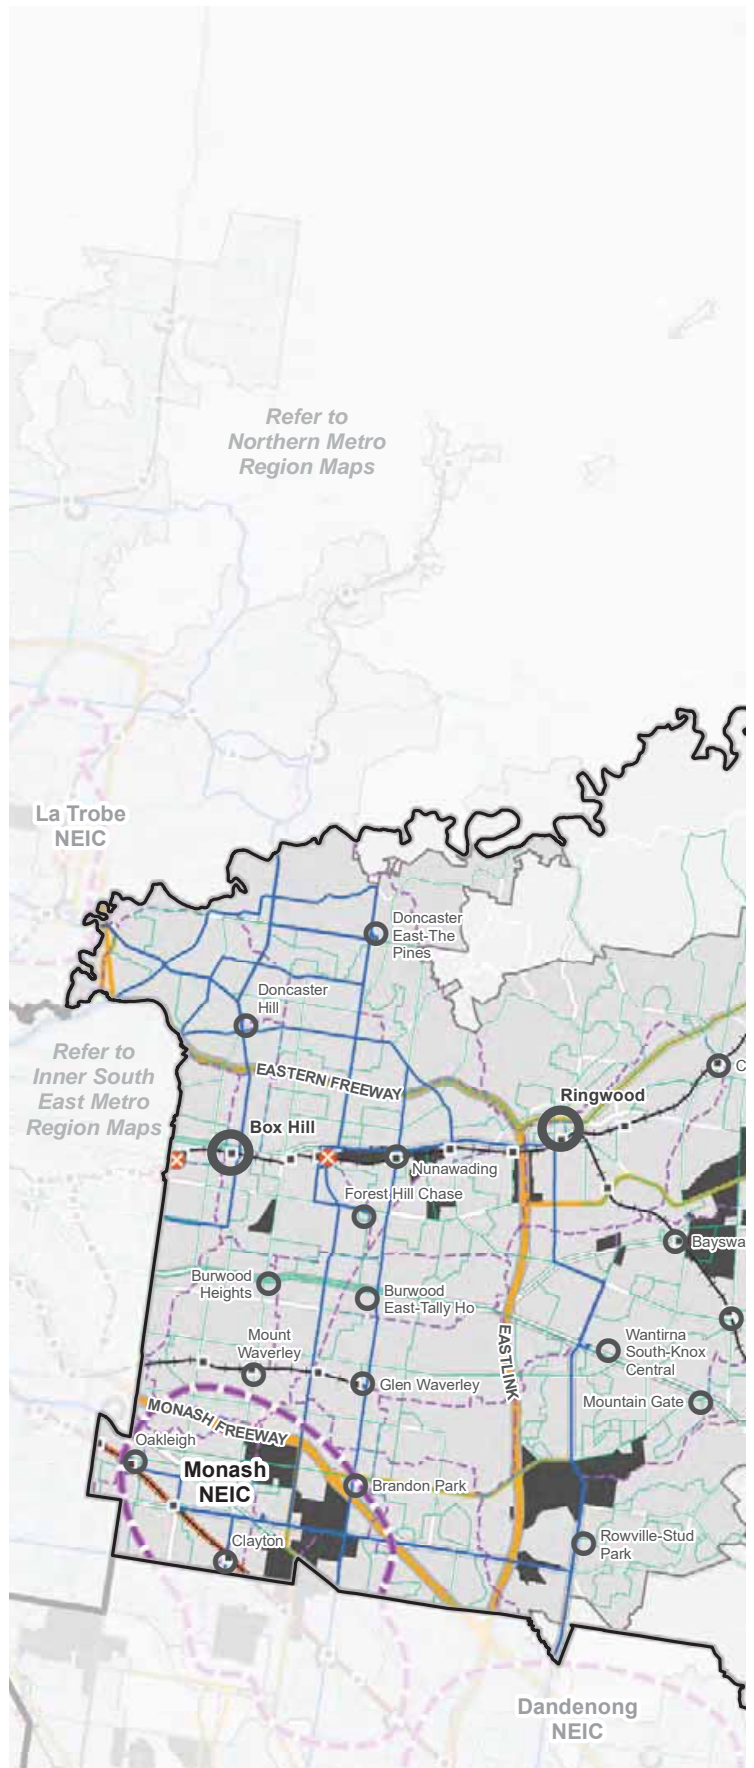 Refer to
Northern Metro
Region Maps
La Trobe
NEIC
Doncaster
East-The
Pines
Doncaster
Hill
Refer to
Inner South
East Metro
Region Maps
EASTERN FREEWAY
C
Ringwood
Box Hill
Nunawading
Forest Hill Chase
Bayswa
Burwood
Heights
Burwood
East-Tally Ho
EASTLINK
Mount
Waverley
Wantirna
South-Knox
Central
Glen Waverley
Mountain Gate
MONASH FREEWAY
Oakleigh
Monash
NEIC
Brandon Park
Clayton
Rowville-Stud
Park
Dandenong
NEIC